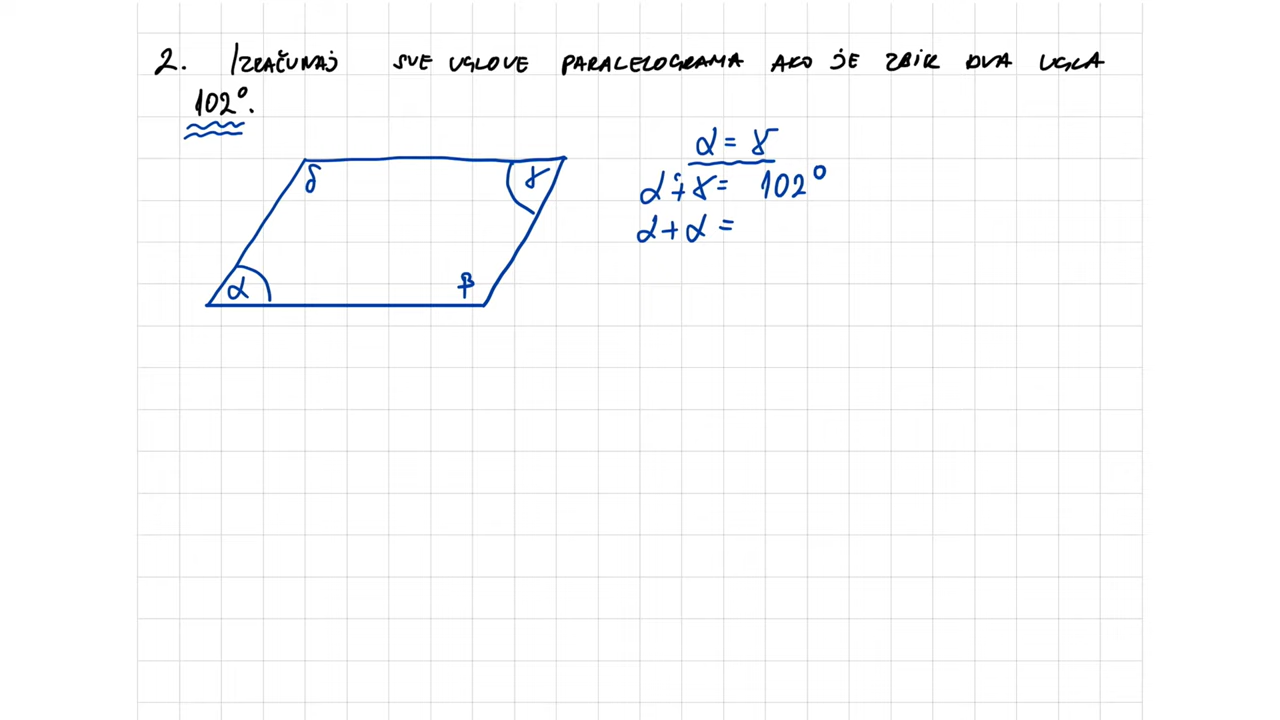 2. IZRAČUNAJ SVE UGLOVE PARALELOGRAMA AKO JE ZBIR DVA UGLA
102°.
α = γ
δ γ
α + γ = 102°
α + α =
α β